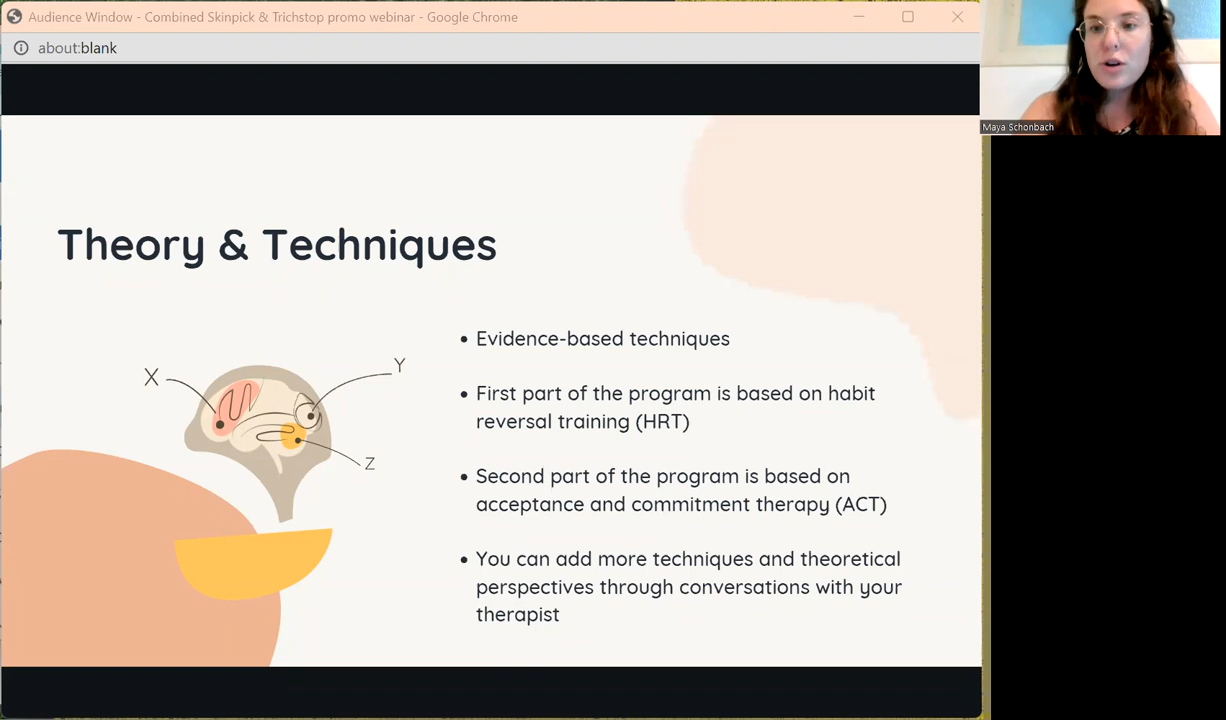 Audience Window - Combined Skinpick & Trichstop promo webinar - Google Chrome
about:blank
Maya Schonbach
Theory & Techniques
X
Y
Z
• Evidence-based techniques
• First part of the program is based on habit
reversal training (HRT)
• Second part of the program is based on
acceptance and commitment therapy (ACT)
• You can add more techniques and theoretical
perspectives through conversations with your
therapist